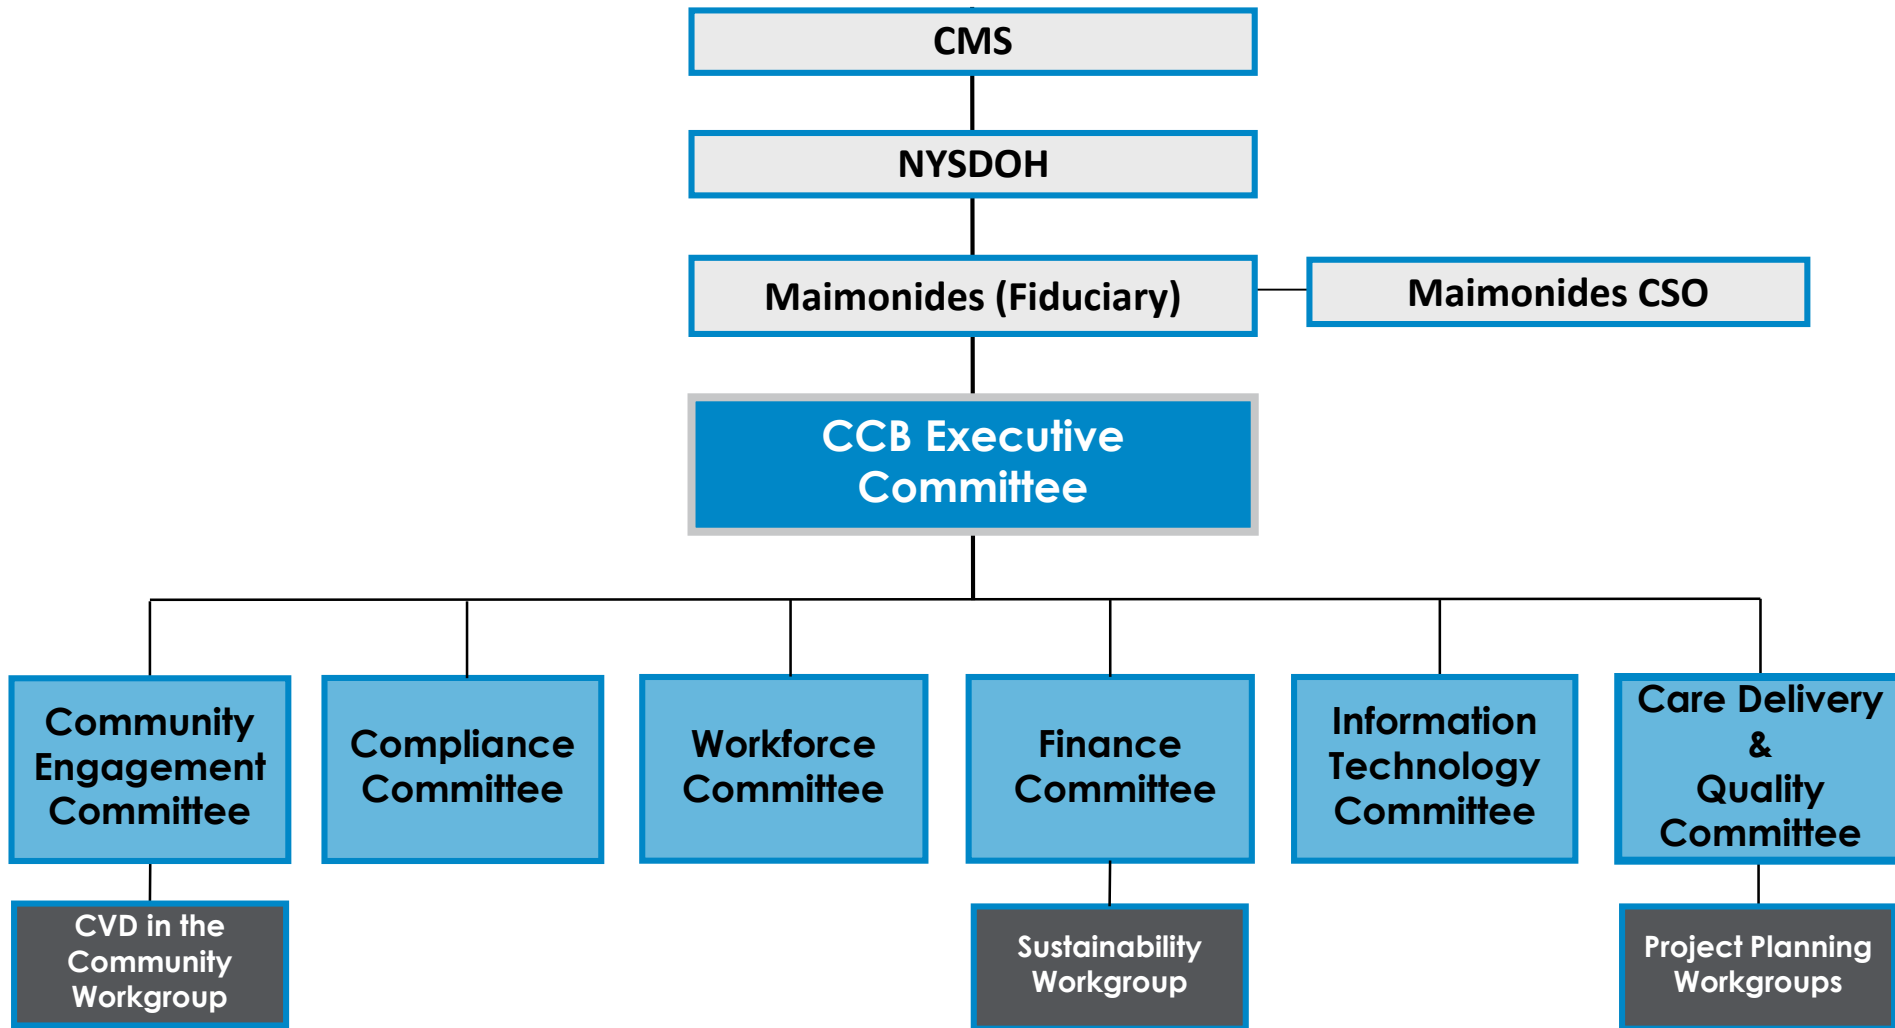 CMS
NYSDOH
Maimonides (Fiduciary)
Maimonides CSO
CCB Executive
Committee
Community
Engagement
Committee
Compliance
Committee
Workforce
Committee
Finance
Committee
Information
Technology
Committee
Care Delivery
&
Quality
Committee
CVD in the
Community
Workgroup
Sustainability
Workgroup
Project Planning
Workgroups